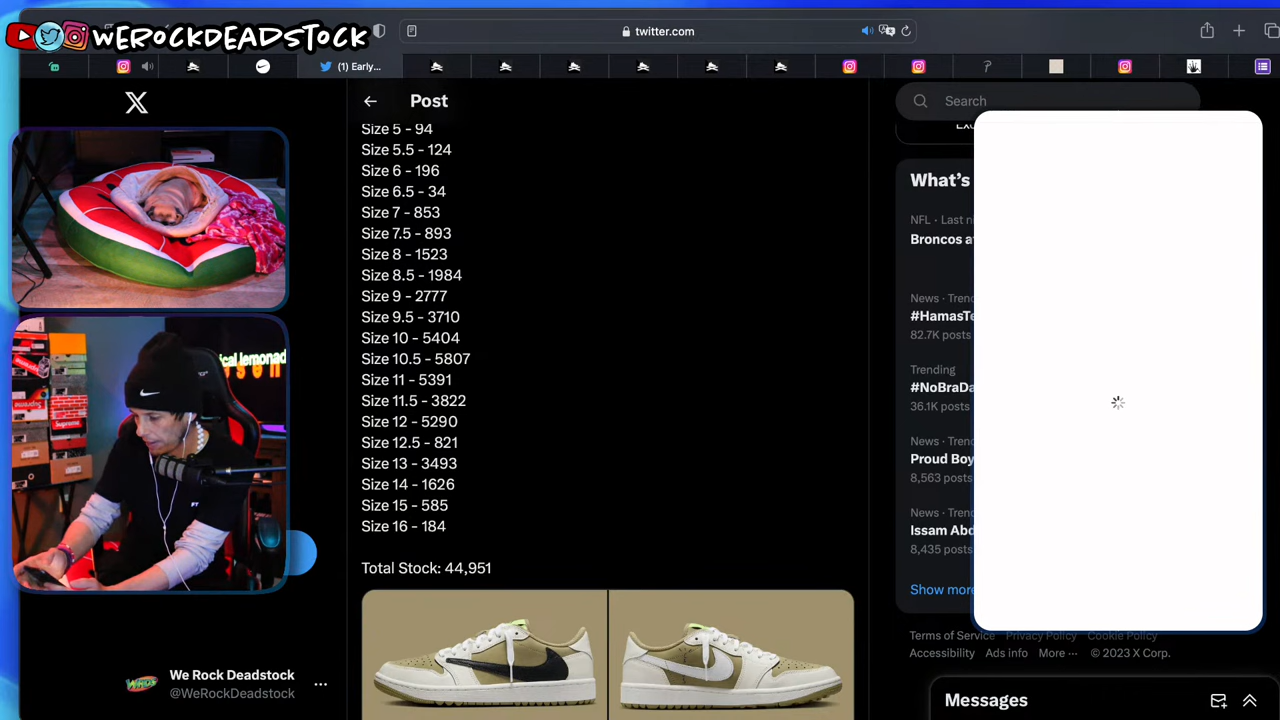 WEROCKDEADSTOCK
twitter.com
(1) Early...
X
Post
Search
Size 5 - 94
Size 5.5 - 124
Size 6 - 196
Size 6.5 - 34
Size 7 - 853
Size 7.5 - 893
Size 8 - 1523
Size 8.5 - 1984
Size 9 - 2777
Size 9.5 - 3710
Size 10 - 5404
Size 10.5 - 5807
Size 11 - 5391
Size 11.5 - 3822
Size 12 - 5290
Size 12.5 - 821
Size 13 - 3493
Size 14 - 1626
Size 15 - 585
Size 16 - 184
Total Stock: 44,951
What's
NFL · Last n
Broncos a
News · Tren
#HamasTe
82.7K posts
Trending
#NoBraDa
36.1K posts
News · Tren
Proud Boy
8,563 posts
News · Tren
Issam Abd
8,435 posts
Show more
Terms of Service Privacy Policy Cookie Policy
Accessibility Ads info More ··· © 2023 X Corp.
Messages
We Rock Deadstock
@WeRockDeadstock
ical lemonad
Supreme